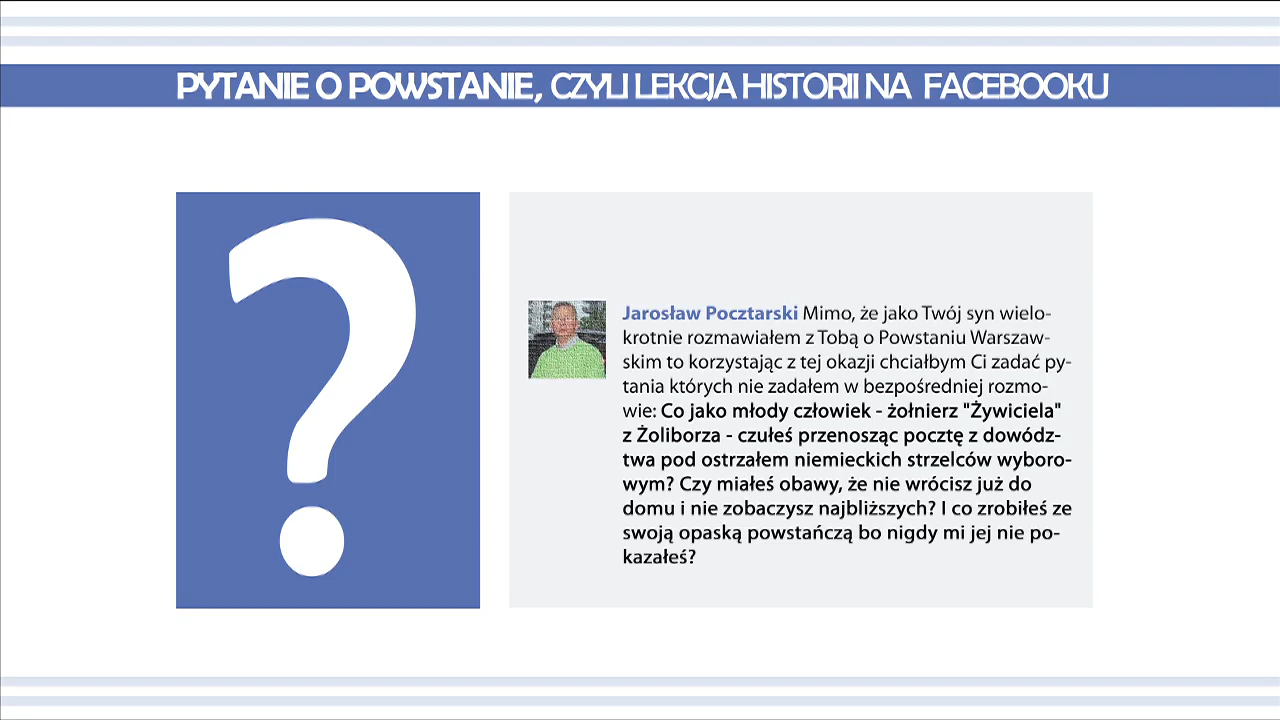 PYTANIE O POWSTANIE, CZYLI LEKCJA HISTORII NA FACEBOOKU
?
Jarosław Pocztarski Mimo, że jako Twój syn wielo-
krotnie rozmawiałem z Tobą o Powstaniu Warszaw-
skim to korzystając z tej okazji chciałbym Ci zadać py-
tania których nie zadałem w bezpośredniej rozmo-
wie: Co jako młody człowiek - żołnierz "Żywiciela"
z Żoliborza - czułeś przenosząc pocztę z dowódz-
twa pod ostrzałem niemieckich strzelców wyboro-
wym? Czy miałeś obawy, że nie wrócisz już do
domu i nie zobaczysz najbliższych? I co zrobiłeś ze
swoją opaską powstańczą bo nigdy mi jej nie po-
kazałeś?